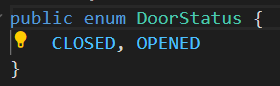 public enum DoorStatus {
CLOSED, OPENED
}